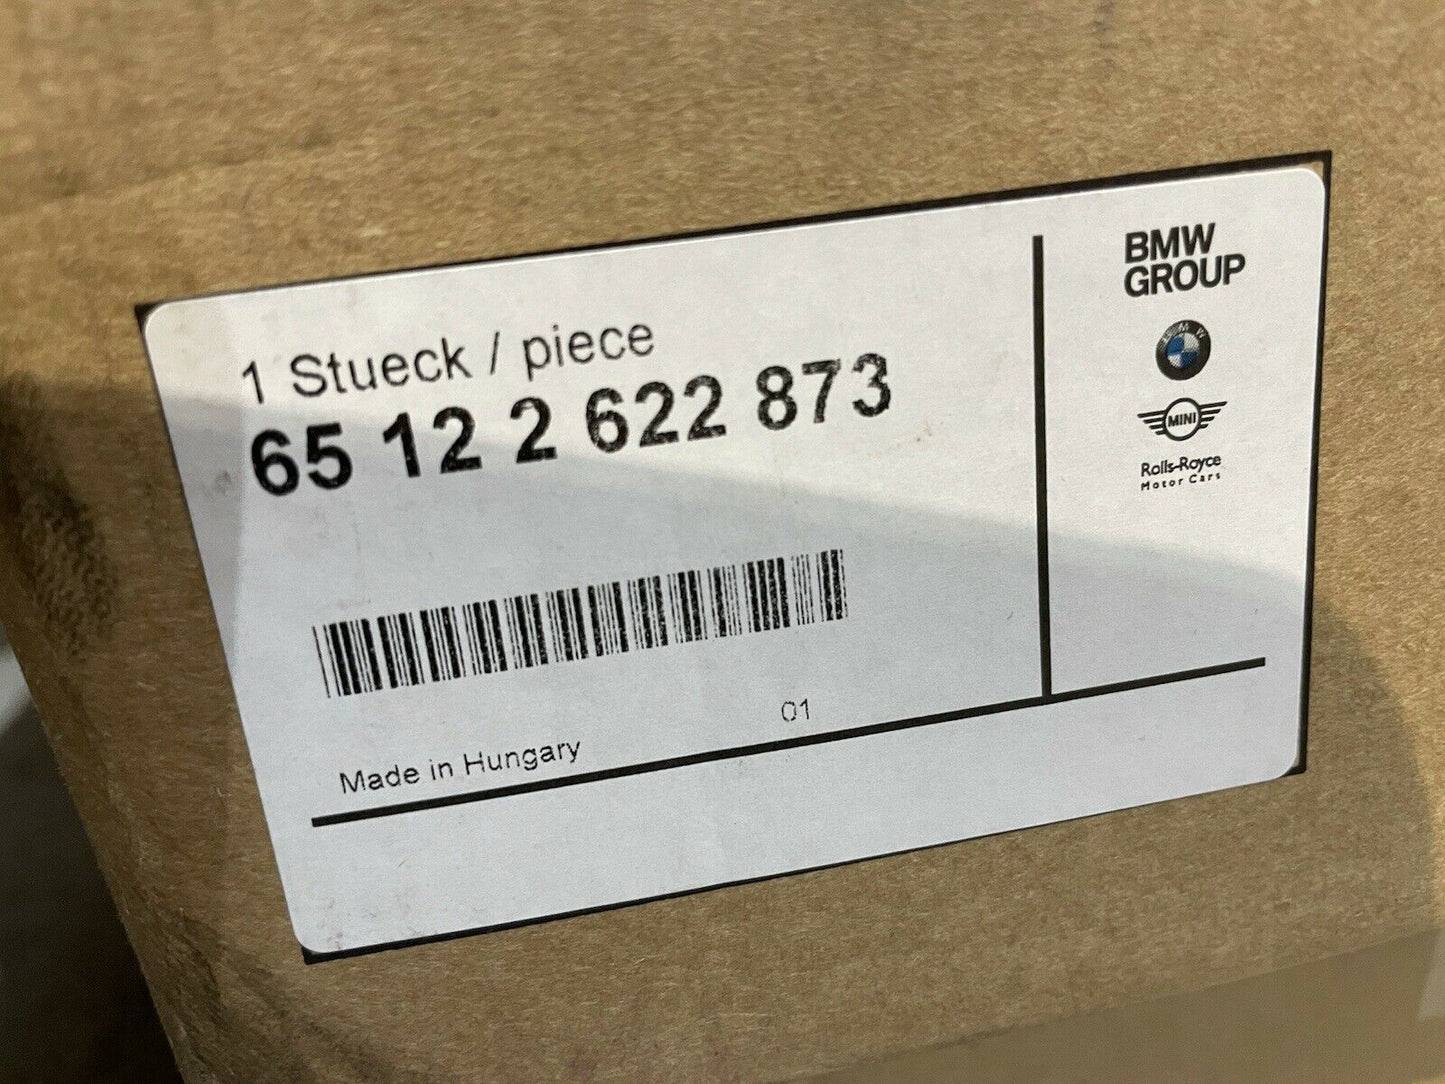 1 Stueck / piece
65 12 2 622 873
Made in Hungary
01
BMW
GROUP
BMW
MINI
Rolls-Royce
Motor Cars